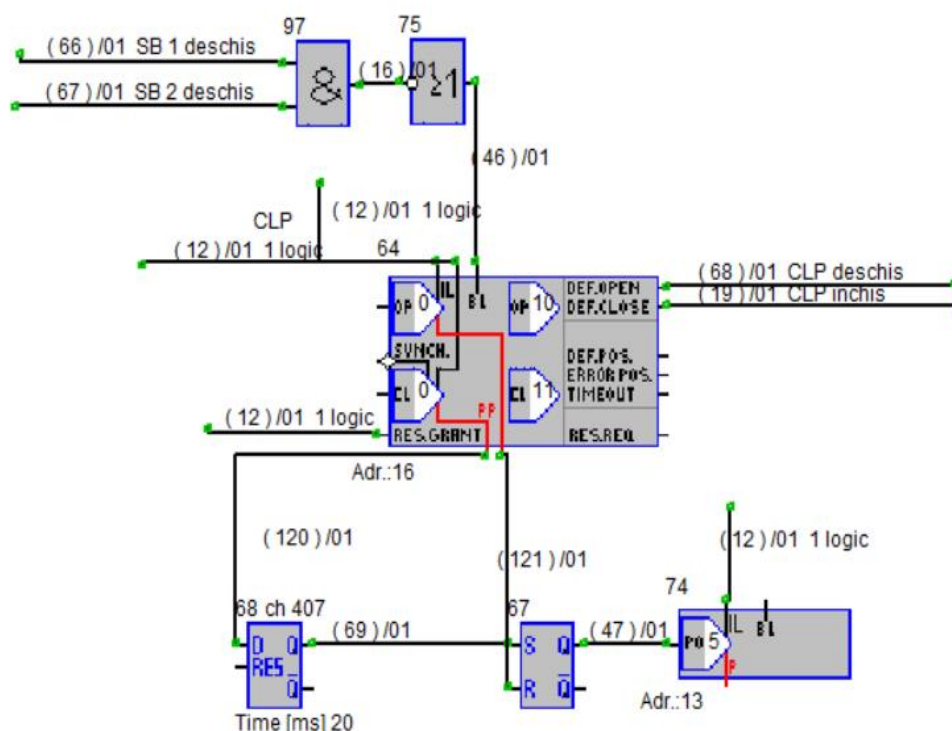 97
75
( 66 ) /01 SB 1 deschis
( 16 ) /01
&
≥1
( 67 ) /01 SB 2 deschis
( 46 ) /01
CLP
( 12 ) /01 1 logic
( 12 ) /01 1 logic
64
( 68 ) /01 CLP deschis
( 19 ) /01 CLP inchis
OP 0
IL
BL
OP 10
DEF.OPEN
DEF.CLOSE
SYNCH.
DEF.POS.
ERROR POS.
CL 0
CL 11
TIMEOUT
PP
( 12 ) /01 1 logic
RES.GRANT
RES.REQ
Adr.:16
( 120 ) /01
( 121 ) /01
( 12 ) /01 1 logic
74
68 ch 407
67
( 69 ) /01
( 47 ) /01
IL
BL
D Q
S Q
PO 5
RES
P
Q
R Q
Adr.:13
Time [ms] 20